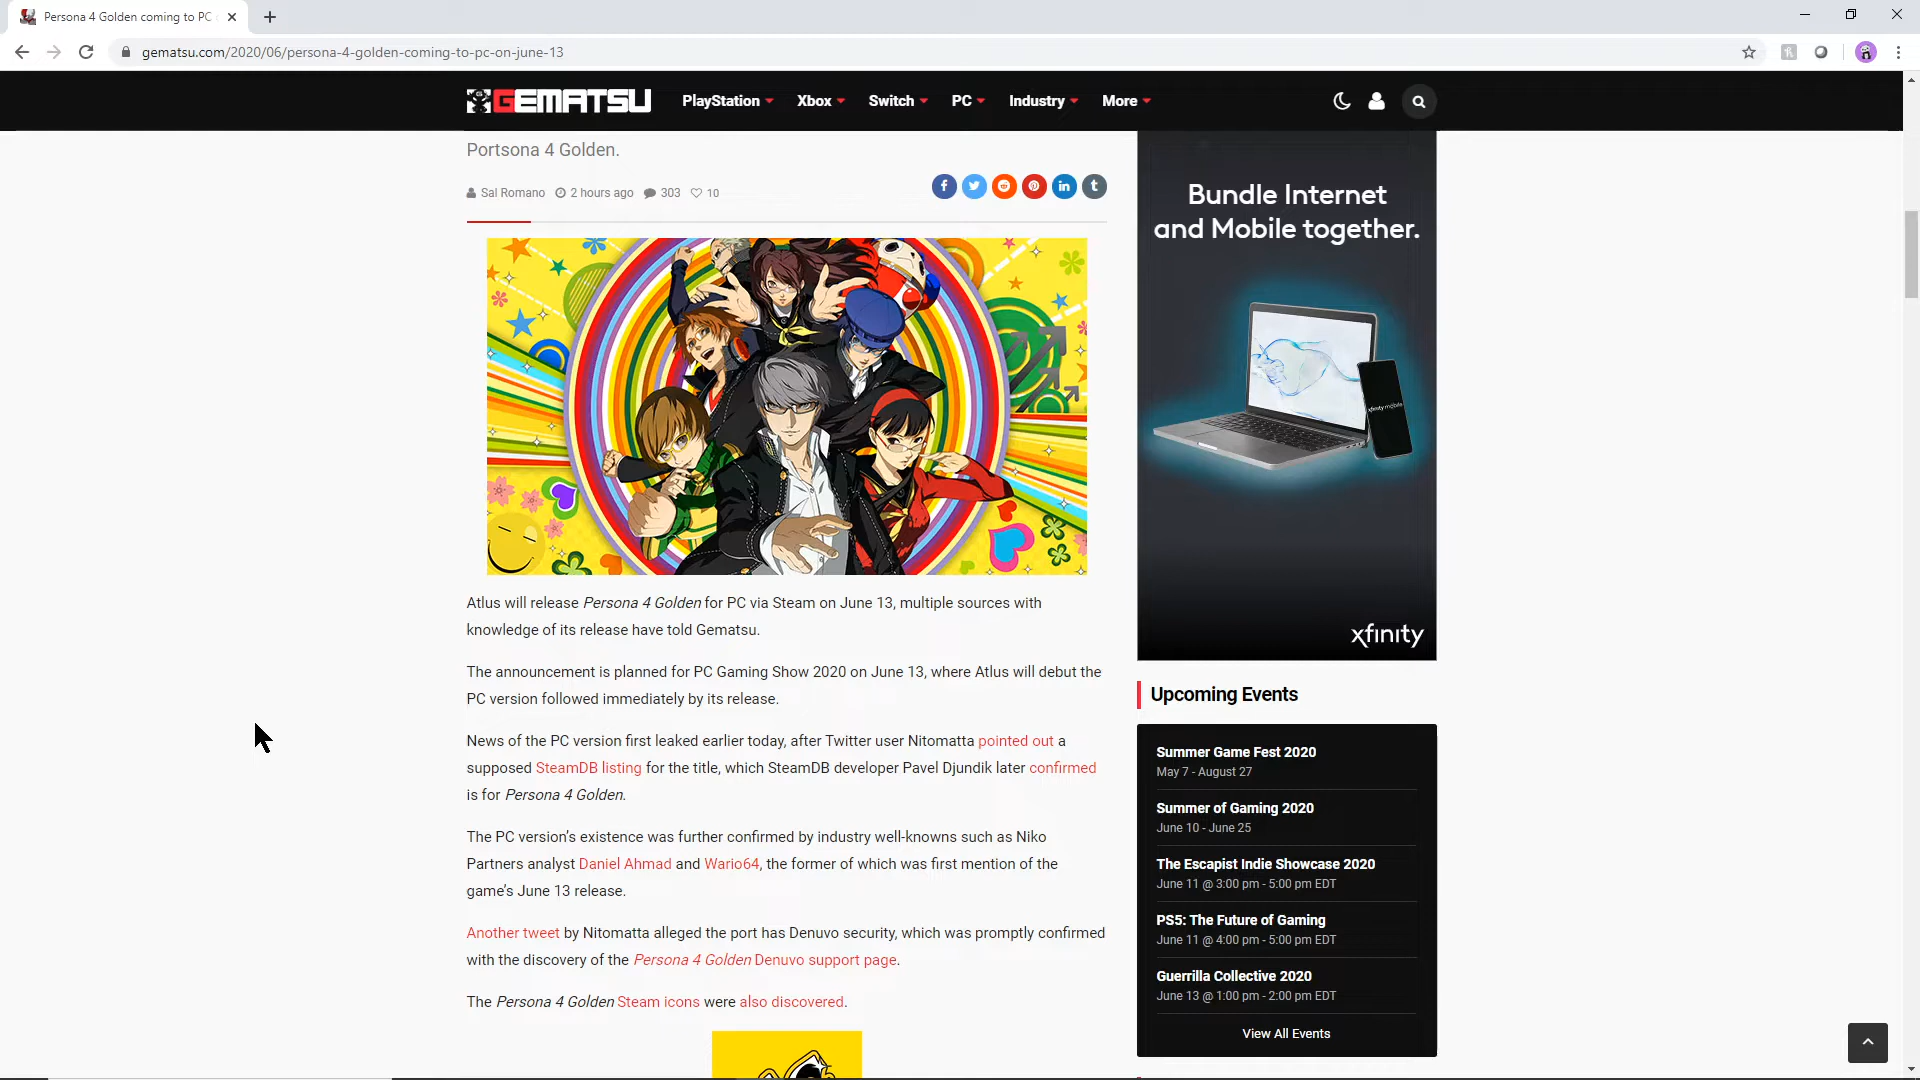 Persona 4 Golden coming to PC
gematsu.com/2020/06/persona-4-golden-coming-to-pc-on-june-13
GEMATSU
PlayStation
Xbox
Switch
PC
Industry
More
Portsona 4 Golden.
Sal Romano 2 hours ago 303 10
Atlus will release Persona 4 Golden for PC via Steam on June 13, multiple sources with
knowledge of its release have told Gematsu.
The announcement is planned for PC Gaming Show 2020 on June 13, where Atlus will debut the
PC version followed immediately by its release.
News of the PC version first leaked earlier today, after Twitter user Nitomatta pointed out a
supposed SteamDB listing for the title, which SteamDB developer Pavel Djundik later confirmed
is for Persona 4 Golden.
The PC version’s existence was further confirmed by industry well-knowns such as Niko
Partners analyst Daniel Ahmad and Wario64, the former of which was first mention of the
game’s June 13 release.
Another tweet by Nitomatta alleged the port has Denuvo security, which was promptly confirmed
with the discovery of the Persona 4 Golden Denuvo support page.
The Persona 4 Golden Steam icons were also discovered.
Bundle Internet
and Mobile together.
xfinity mobile
xfinity
Upcoming Events
Summer Game Fest 2020
May 7 - August 27
Summer of Gaming 2020
June 10 - June 25
The Escapist Indie Showcase 2020
June 11 @ 3:00 pm - 5:00 pm EDT
PS5: The Future of Gaming
June 11 @ 4:00 pm - 5:00 pm EDT
Guerrilla Collective 2020
June 13 @ 1:00 pm - 2:00 pm EDT
View All Events